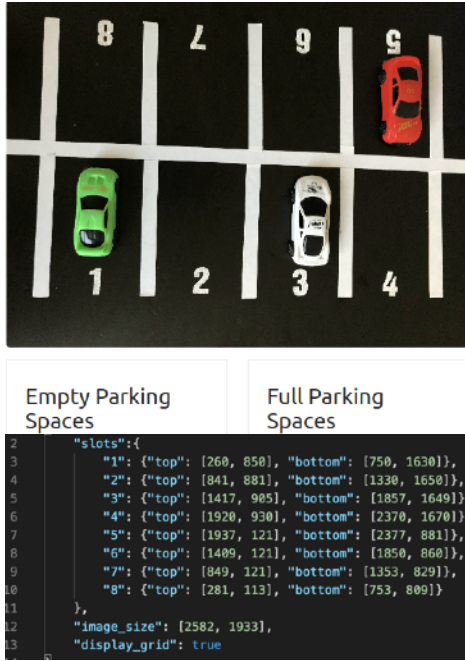 8 7 6 5
1 2 3 4
Empty Parking
Spaces
Full Parking
Spaces
2 "slots":{
3 "1": {"top": [260, 850], "bottom": [750, 1630]},
4 "2": {"top": [841, 881], "bottom": [1330, 1650]},
5 "3": {"top": [1417, 905], "bottom": [1857, 1649]},
6 "4": {"top": [1920, 930], "bottom": [2370, 1670]},
7 "5": {"top": [1937, 121], "bottom": [2377, 881]},
8 "6": {"top": [1409, 121], "bottom": [1850, 860]},
9 "7": {"top": [849, 121], "bottom": [1353, 829]},
10 "8": {"top": [281, 113], "bottom": [753, 809]}
11 },
12 "image_size": [2582, 1933],
13 "display_grid": true